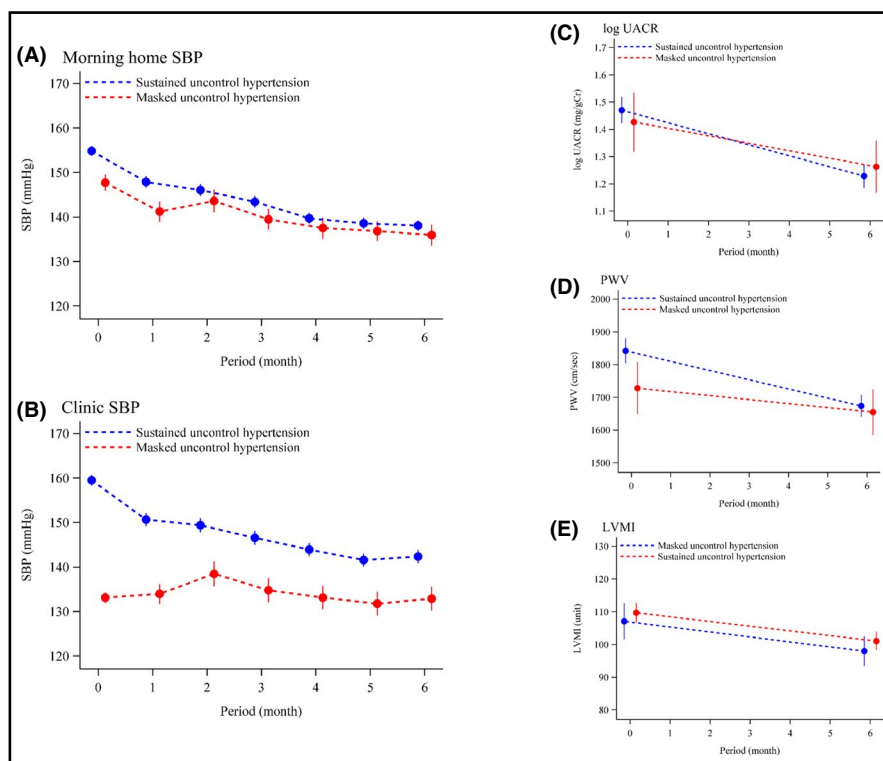 (A)
Morning home SBP
Sustained uncontrol hypertension
Masked uncontrol hypertension
170
160
150
140
130
120
SBP (mmHg)
0 1 2 3 4 5 6
Period (month)
(B)
Clinic SBP
Sustained uncontrol hypertension
Masked uncontrol hypertension
170
160
150
140
130
120
SBP (mmHg)
0 1 2 3 4 5 6
Period (month)
(C)
log UACR
Sustained uncontrol hypertension
Masked uncontrol hypertension
1.7
1.6
1.5
1.4
1.3
1.2
1.1
log UACR (mg/gCr)
0 1 2 3 4 5 6
Period (month)
(D)
PWV
Sustained uncontrol hypertension
Masked uncontrol hypertension
2000
1900
1800
1700
1600
1500
PWV (cm/sec)
0 1 2 3 4 5 6
Period (month)
(E)
LVMI
Masked uncontrol hypertension
Sustained uncontrol hypertension
130
120
110
100
90
80
LVMI (unit)
0 1 2 3 4 5 6
Period (month)